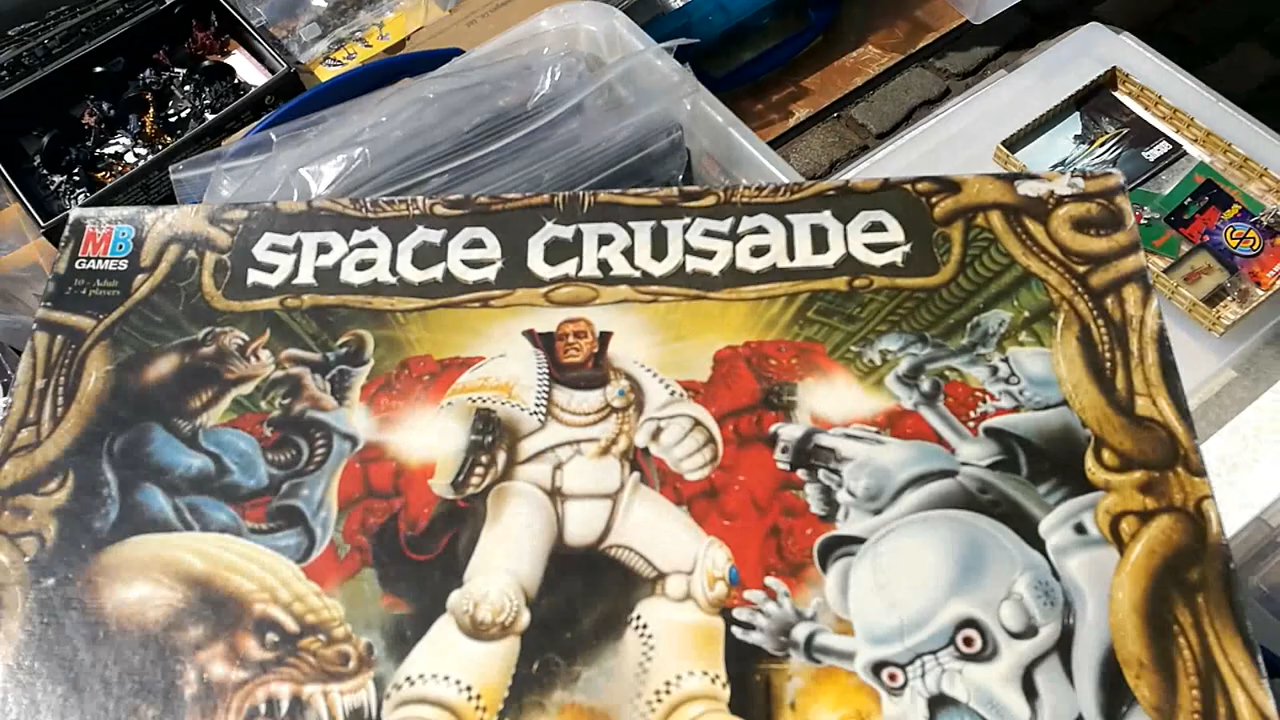 SPACE CRUSADE
MB
GAMES
10 - Adult
2 - 4 players